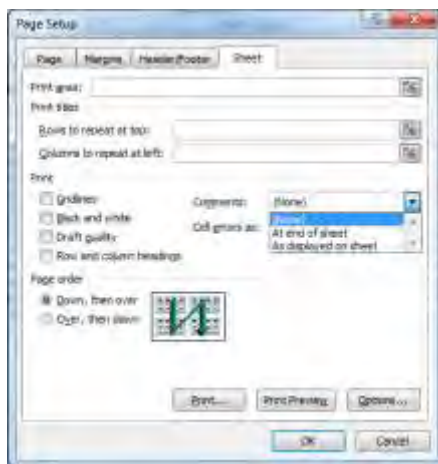 Page Setup
Page Margins Header/Footer Sheet
Print area:
Print titles
Rows to repeat at top:
Columns to repeat at left:
Print
Gridlines
Comments: (None)
Black and white
(None)
Cell errors as:
At end of sheet
Draft quality
As displayed on sheet
Row and column headings
Page order
Down, then over
Over, then down
Print... Print Preview Options...
OK Cancel